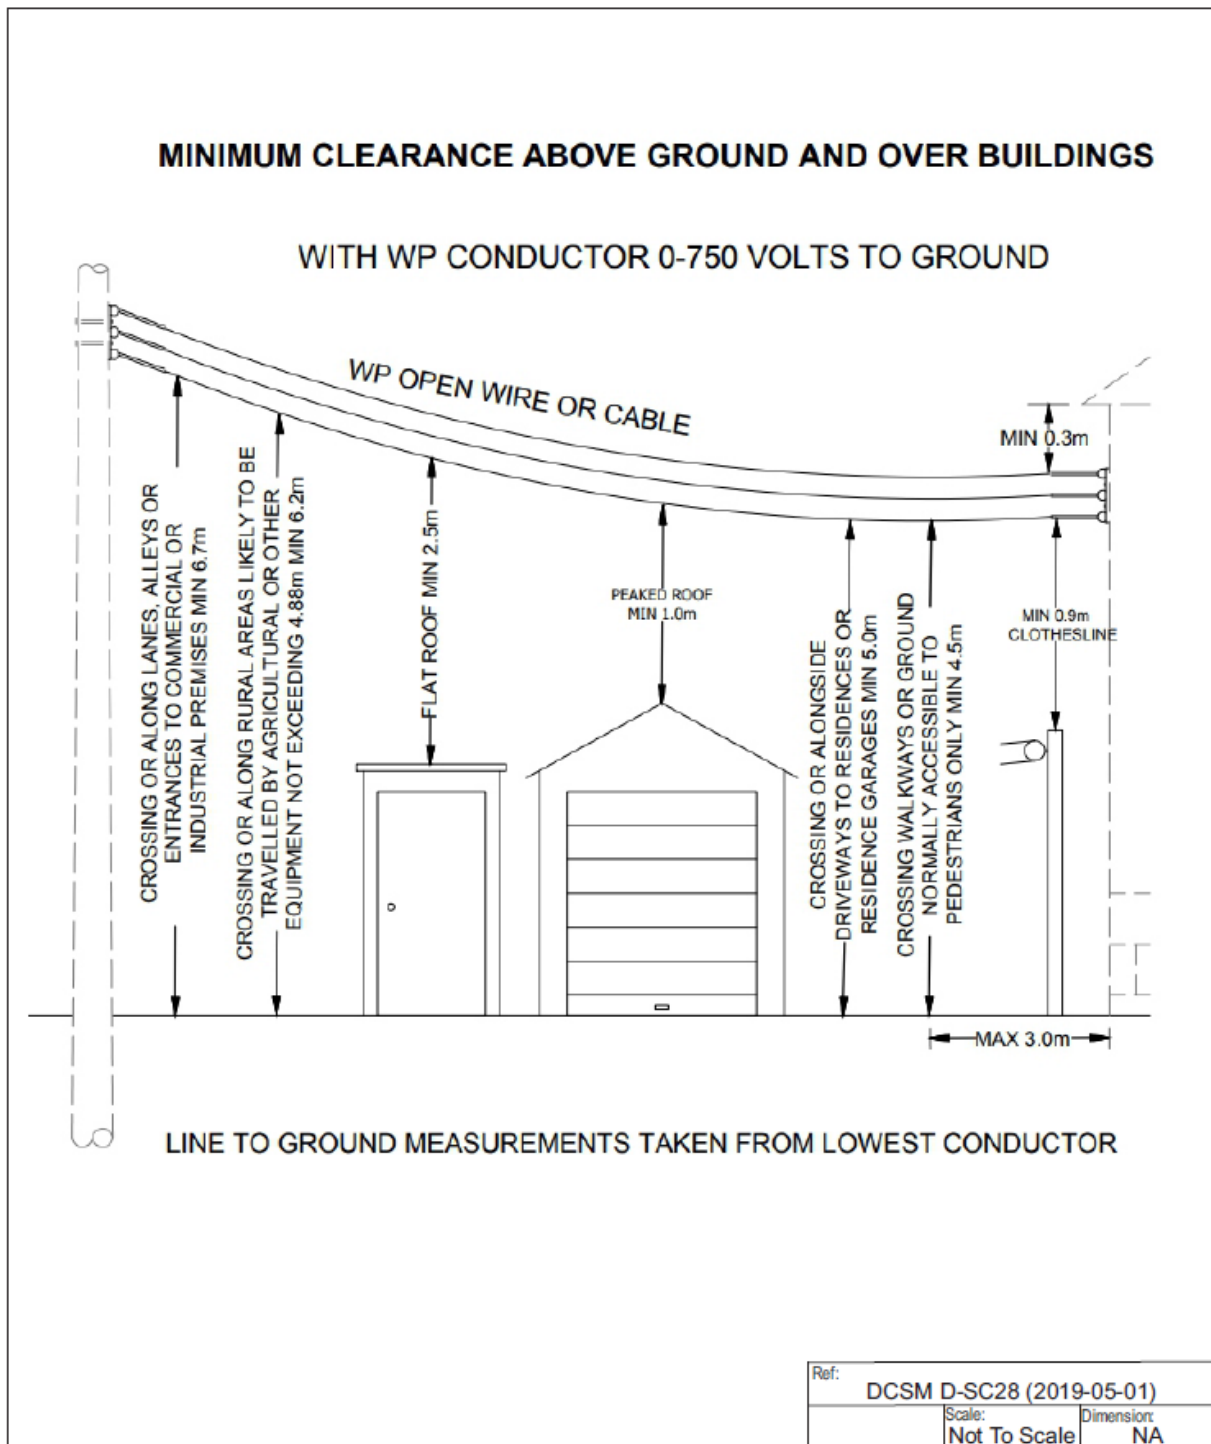 MINIMUM CLEARANCE ABOVE GROUND AND OVER BUILDINGS
WITH WP CONDUCTOR 0-750 VOLTS TO GROUND
WP OPEN WIRE OR CABLE
MIN 0.3m
CROSSING OR ALONG LANES, ALLEYS OR
ENTRANCES TO COMMERCIAL OR
INDUSTRIAL PREMISES MIN 6.7m
CROSSING OR ALONG RURAL AREAS LIKELY TO BE
TRAVELLED BY AGRICULTURAL OR OTHER
EQUIPMENT NOT EXCEEDING 4.88m MIN 6.2m
FLAT ROOF MIN 2.5m
PEAKED ROOF
MIN 1.0m
CROSSING OR ALONGSIDE
DRIVEWAYS TO RESIDENCES OR
RESIDENCE GARAGES MIN 5.0m
CROSSING WALKWAYS OR GROUND
NORMALLY ACCESSIBLE TO
PEDESTRIANS ONLY MIN 4.5m
MIN 0.9m
CLOTHESLINE
MAX 3.0m
LINE TO GROUND MEASUREMENTS TAKEN FROM LOWEST CONDUCTOR
Ref:
DCSM D-SC28 (2019-05-01)
Scale:
Not To Scale
Dimension:
NA